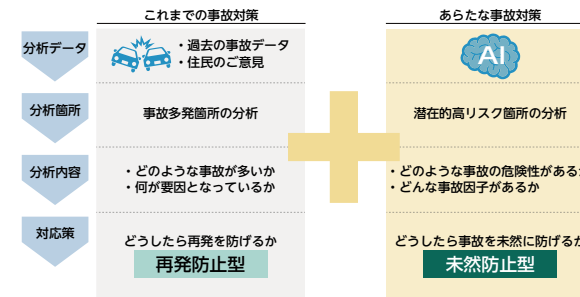 これまでの事故対策
あらたな事故対策
分析データ
・過去の事故データ
・住民のご意見
AI
分析箇所
事故多発箇所の分析
潜在的高リスク箇所の分析
分析内容
・どのような事故が多いか
・何が要因となっているか
・どのような事故の危険性がある
・どんな事故因子があるか
対応策
どうしたら再発を防げるか
再発防止型
どうしたら事故を未然に防げるか
未然防止型